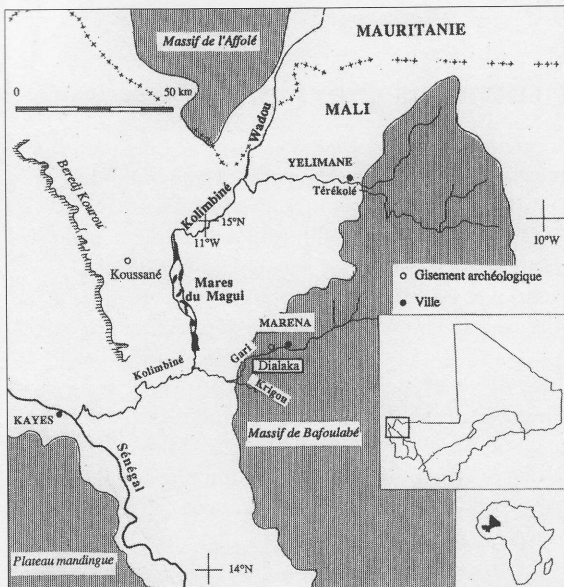 Massif de l'Affolé
MAURITANIE
0
50 km
MALI
Wadou
YELIMANE
Térékolé
Beredji Kourou
Kolimbiné
15°N
11°W
10°W
Koussané
Mares
du Magui
Gisement archéologique
Ville
MARENA
Gari
Dialaka
Kolimbiné
Krigou
KAYES
Massif de Bafoulabé
Sénégal
Plateau mandingue
14°N